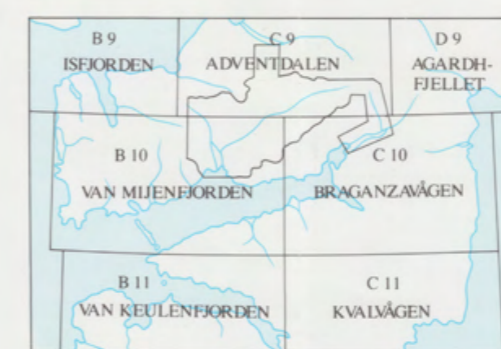 B 9
ISFJORDEN
C 9
ADVENTDALEN
D 9
AGARDH-
FJELLET
B 10
VAN MIJENFJORDEN
C 10
BRAGANZAVÅGEN
B 11
VAN KEULENFJORDEN
C 11
KVALVÅGEN